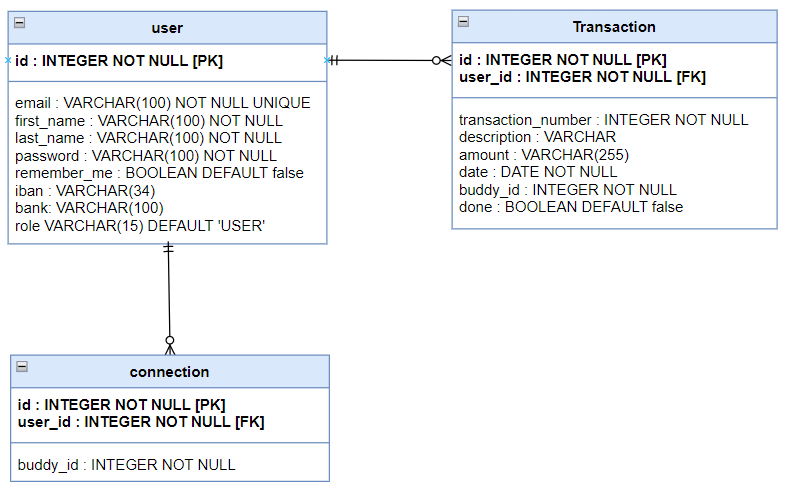 user
id : INTEGER NOT NULL [PK]
email : VARCHAR(100) NOT NULL UNIQUE
first_name : VARCHAR(100) NOT NULL
last_name : VARCHAR(100) NOT NULL
password : VARCHAR(100) NOT NULL
remember_me : BOOLEAN DEFAULT false
iban : VARCHAR(34)
bank: VARCHAR(100)
role VARCHAR(15) DEFAULT 'USER'
Transaction
id : INTEGER NOT NULL [PK]
user_id : INTEGER NOT NULL [FK]
transaction_number : INTEGER NOT NULL
description : VARCHAR
amount : VARCHAR(255)
date : DATE NOT NULL
buddy_id : INTEGER NOT NULL
done : BOOLEAN DEFAULT false
connection
id : INTEGER NOT NULL [PK]
user_id : INTEGER NOT NULL [FK]
buddy_id : INTEGER NOT NULL